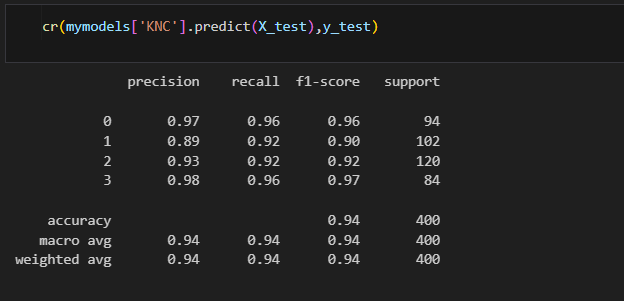 cr(mymodels['KNC'].predict(X_test),y_test)
precision recall f1-score support
0 0.97 0.96 0.96 94
1 0.89 0.92 0.90 102
2 0.93 0.92 0.92 120
3 0.98 0.96 0.97 84
accuracy 0.94 400
macro avg 0.94 0.94 0.94 400
weighted avg 0.94 0.94 0.94 400